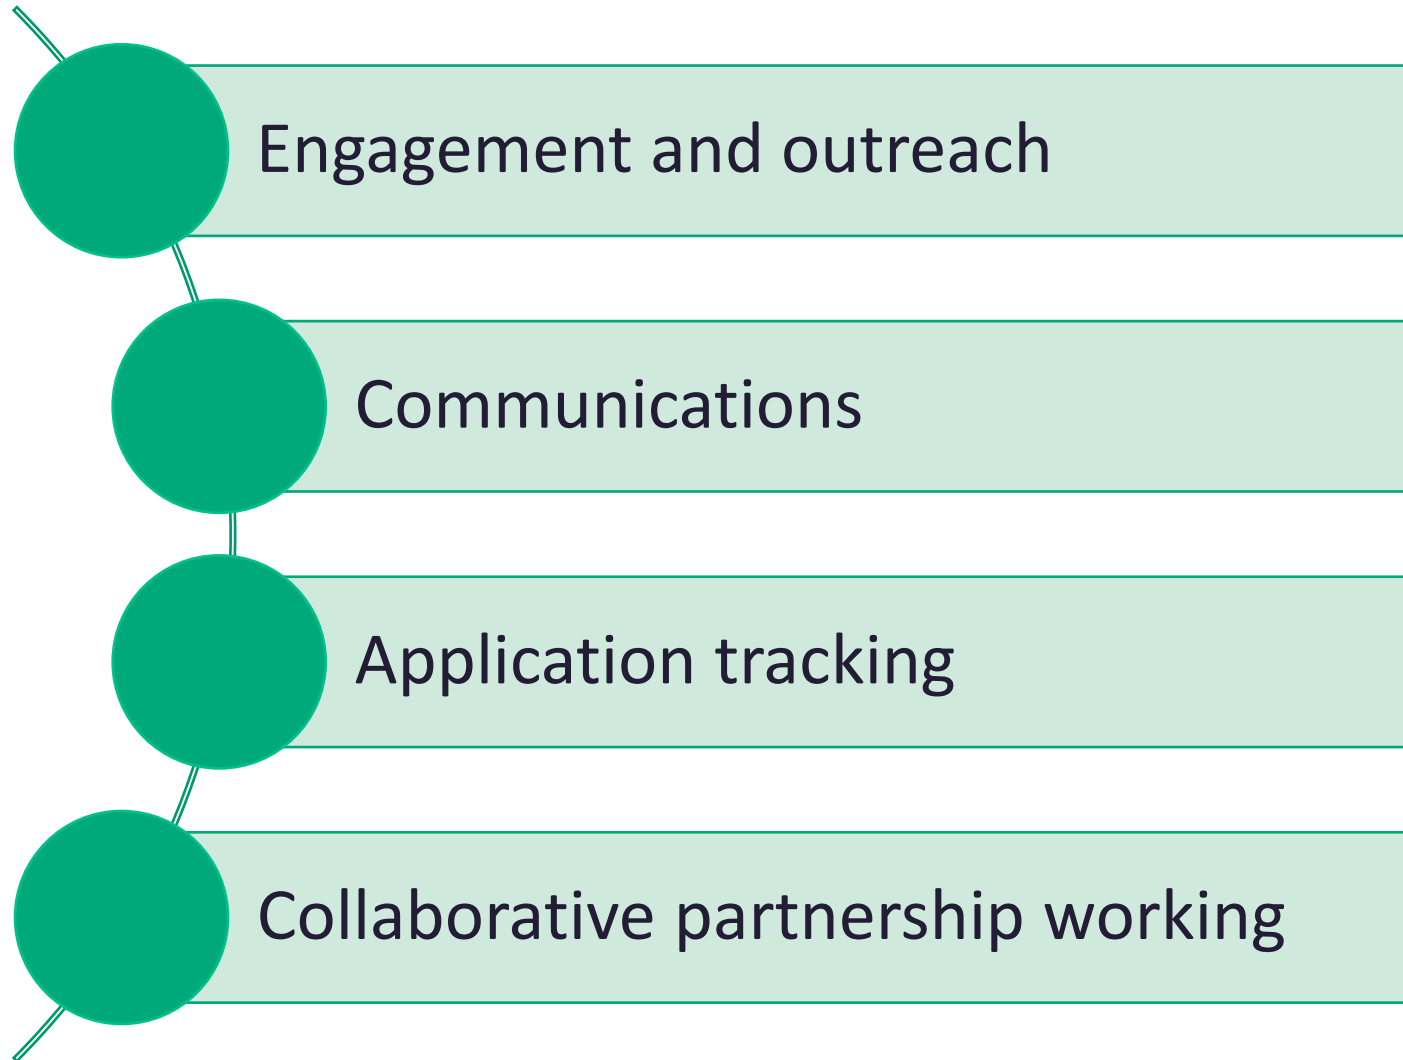 Engagement and outreach
Communications
Application tracking
Collaborative partnership working